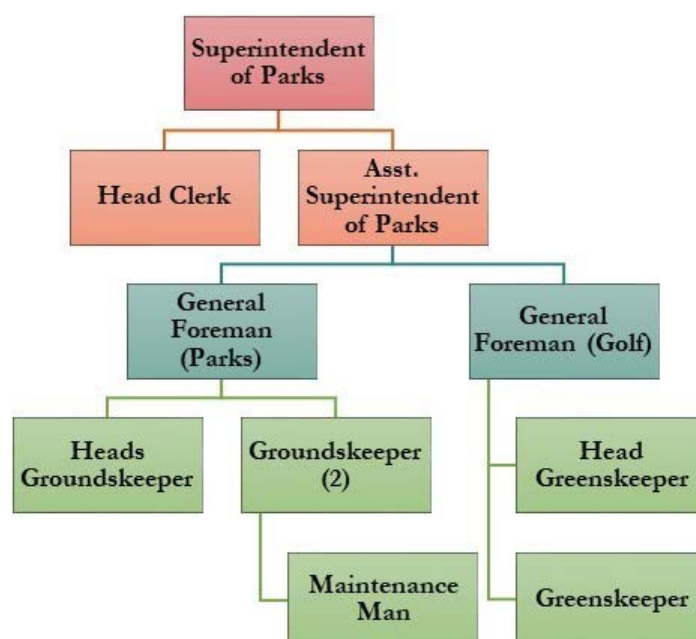 Superintendent
of Parks
Head Clerk
Asst.
Superintendent
of Parks
General
Foreman
(Parks)
General
Foreman (Golf)
Heads
Groundskeeper
Groundskeeper
(2)
Head
Greenskeeper
Maintenance
Man
Greenskeeper